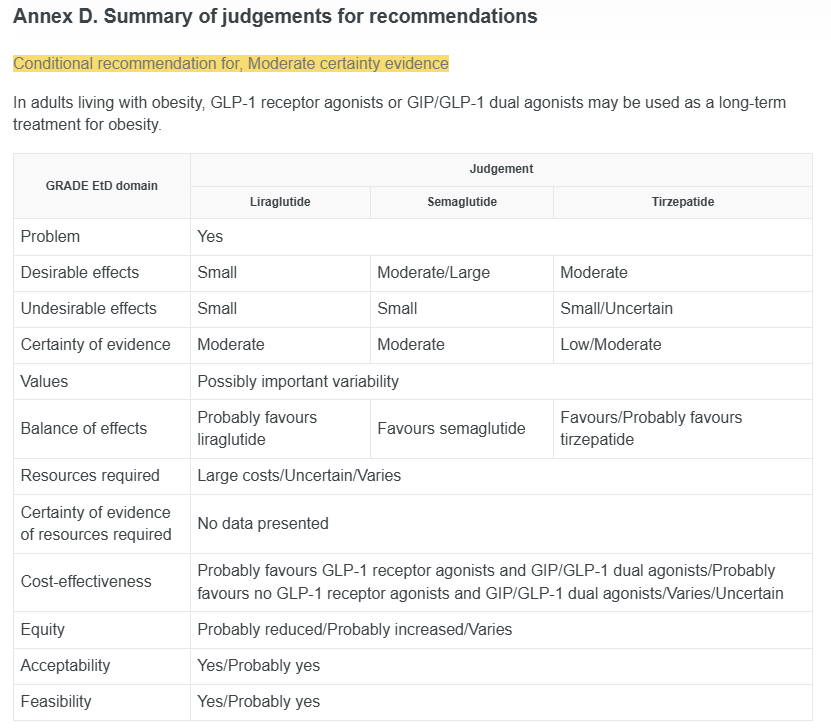 Annex D. Summary of judgements for recommendations
Conditional recommendation for, Moderate certainty evidence
In adults living with obesity, GLP-1 receptor agonists or GIP/GLP-1 dual agonists may be used as a long-term
treatment for obesity.
GRADE EtD domain
Judgement
Liraglutide
Semaglutide
Tirzepatide
Problem
Yes
Desirable effects
Small
Moderate/Large
Moderate
Undesirable effects
Small
Small
Small/Uncertain
Certainty of evidence
Moderate
Moderate
Low/Moderate
Values
Possibly important variability
Balance of effects
Probably favours
liraglutide
Favours semaglutide
Favours/Probably favours
tirzepatide
Resources required
Large costs/Uncertain/Varies
Certainty of evidence
of resources required
No data presented
Cost-effectiveness
Probably favours GLP-1 receptor agonists and GIP/GLP-1 dual agonists/Probably
favours no GLP-1 receptor agonists and GIP/GLP-1 dual agonists/Varies/Uncertain
Equity
Probably reduced/Probably increased/Varies
Acceptability
Yes/Probably yes
Feasibility
Yes/Probably yes